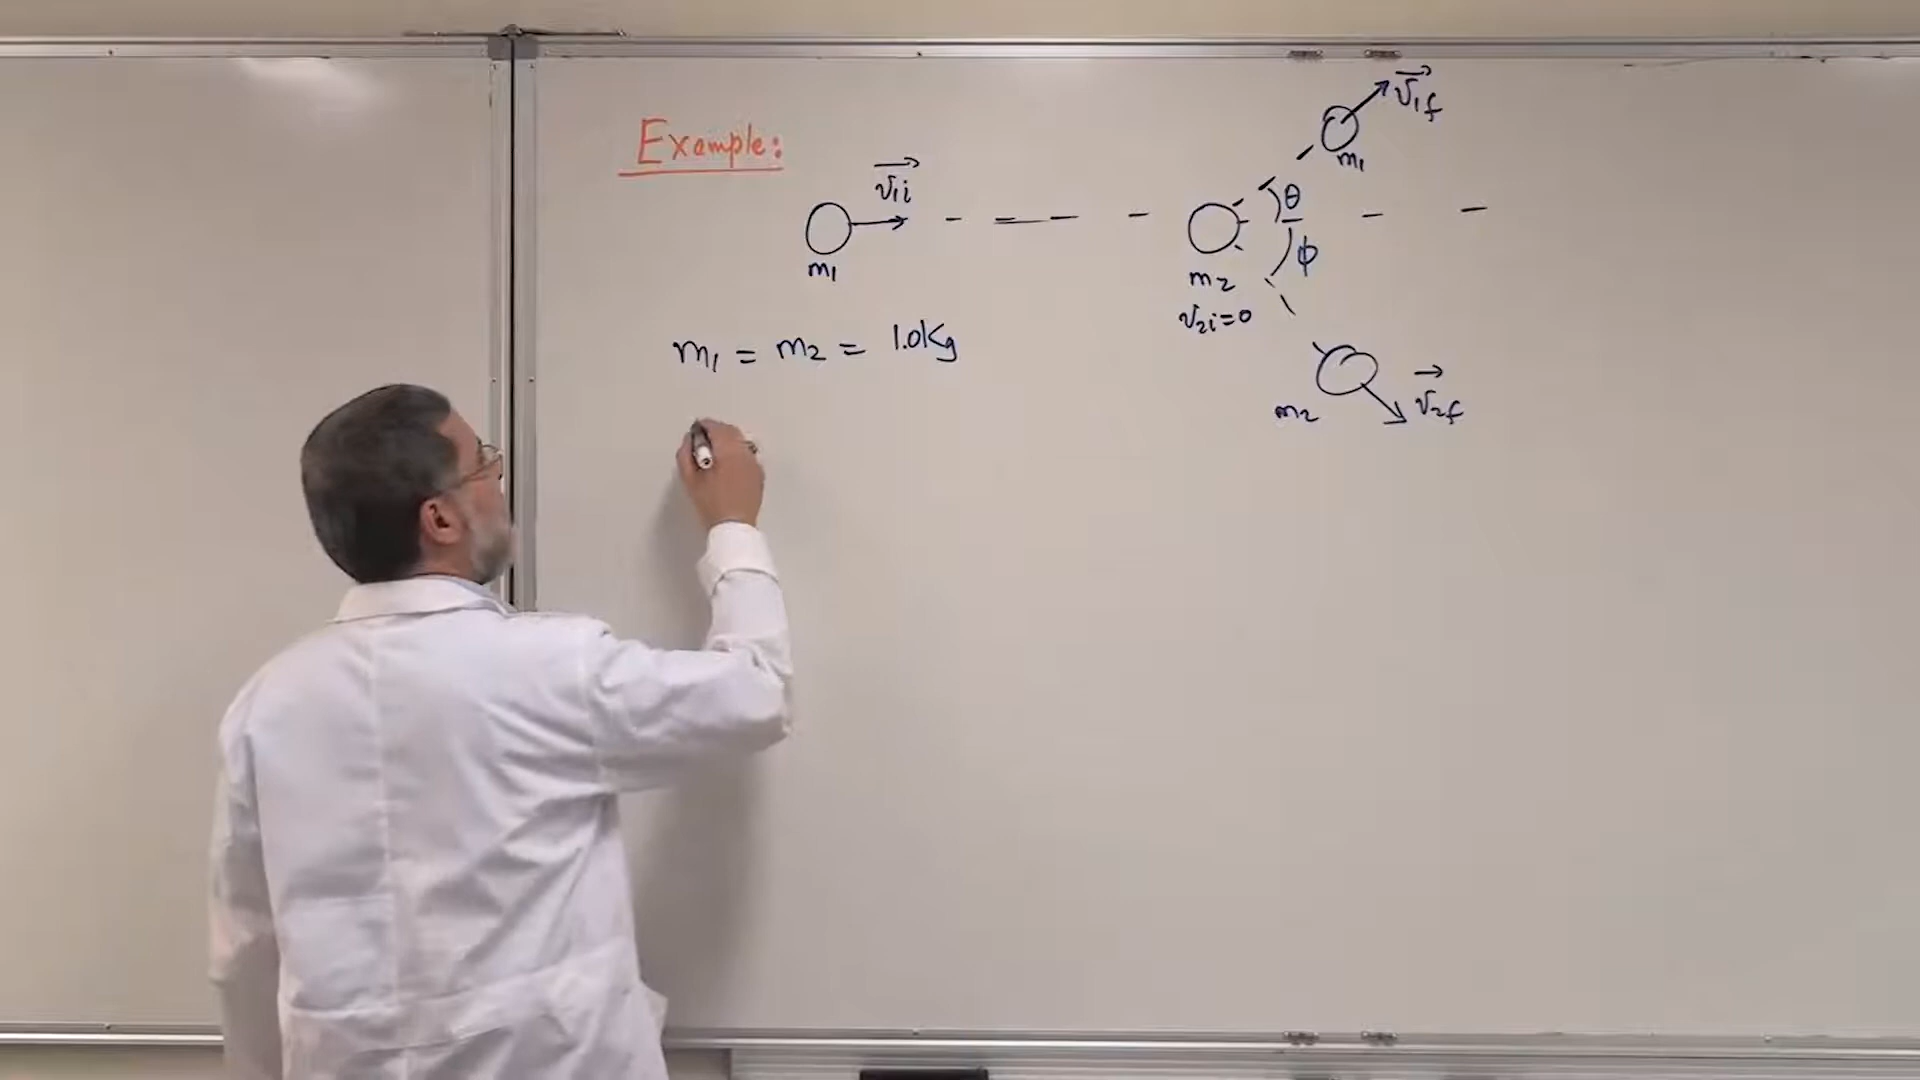 Example:
v1i
m1
m2
v2i=0
θ
φ
v1f
m1
m2
v2f
m1 = m2 = 1.0Kg